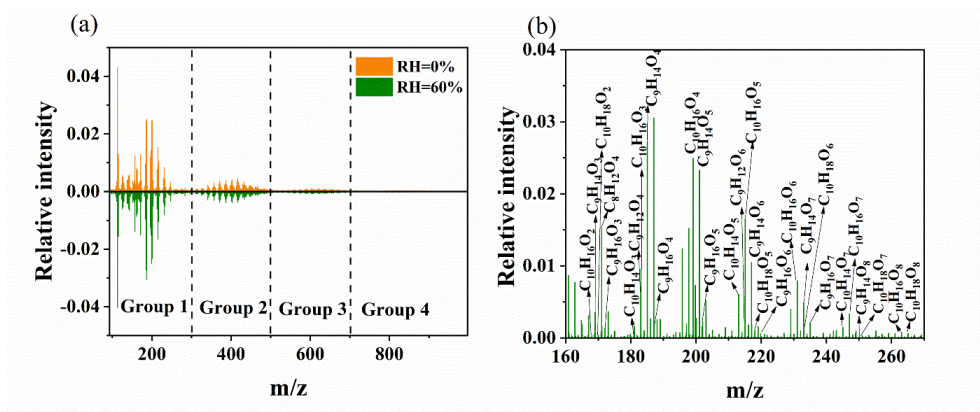 (a)
Relative intensity
0.04
0.02
0.00
-0.02
-0.04
RH=0%
RH=60%
Group 1
Group 2
Group 3
Group 4
200
400
600
800
m/z
(b)
Relative intensity
0.04
0.03
0.02
0.01
0.00
C10H16O2
C9H14O3
C10H18O2
C8H12O4
C9H16O3
C10H14O3
C9H12O4
C10H16O3
C9H14O4
C9H16O4
C10H16O4
C9H14O5
C9H16O5
C10H14O5
C9H12O6
C10H16O5
C9H14O6
C10H18O5
C9H16O6
C10H16O6
C9H14O7
C10H18O6
C9H16O7
C10H14O7
C10H16O7
C9H14O8
C10H18O7
C10H16O8
C10H18O8
160
180
200
220
240
260
m/z